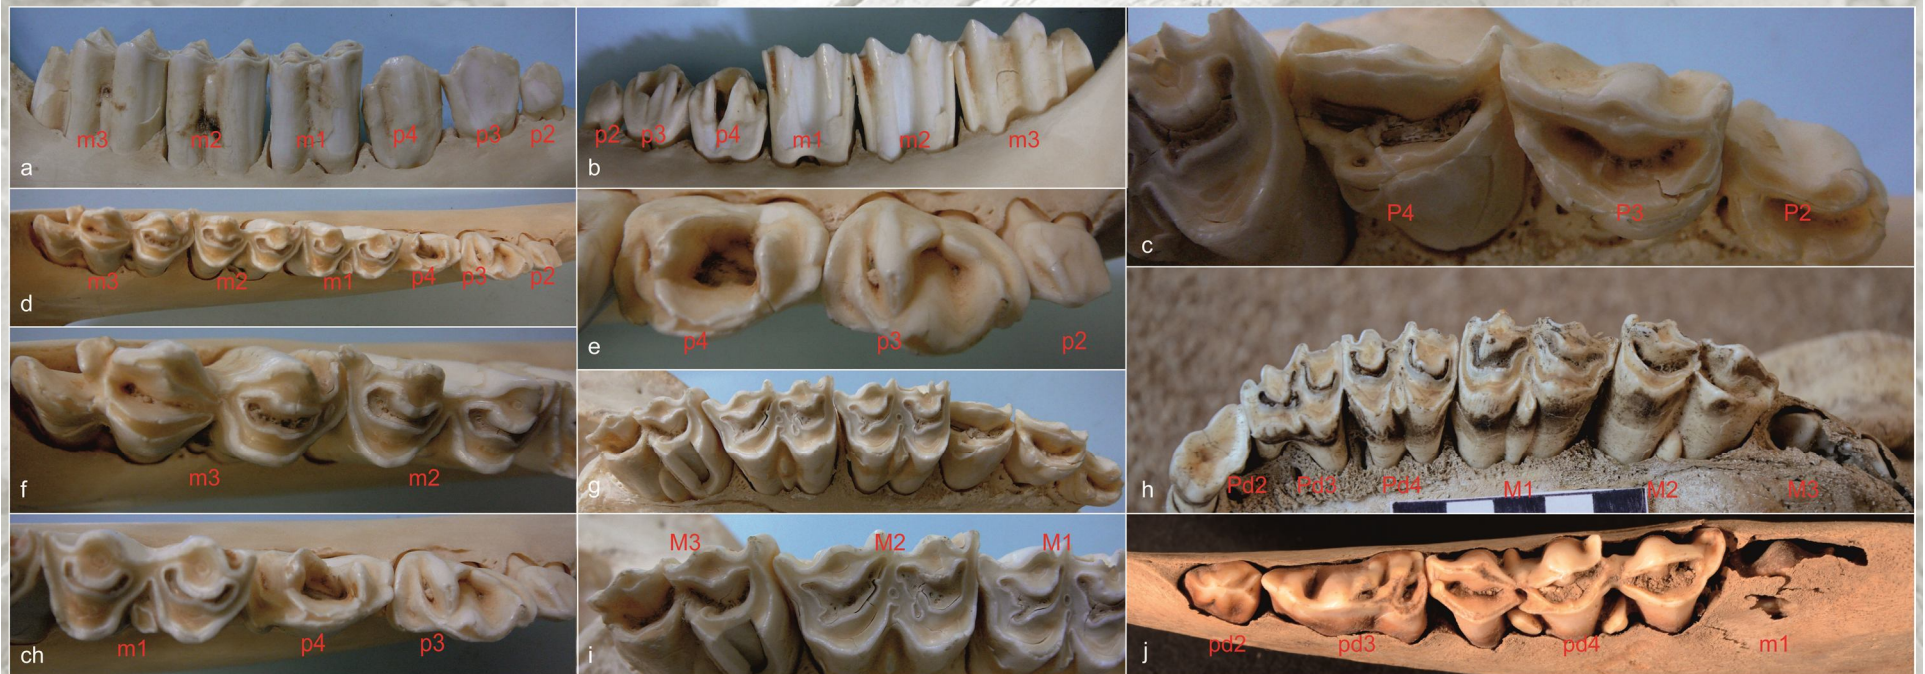 m3 m2 m1 p4 p3 p2
a
p2 p3 p4 m1 m2 m3
b
P4 P3 P2
c
m3 m2 m1 p4 p3 p2
d
p4 p3 p2
e
m3 m2
f
g
Pd2 Pd3 Pd4 M1 M2 M3
h
m1 p4 p3
ch
M3 M2 M1
i
pd2 pd3 pd4 m1
j